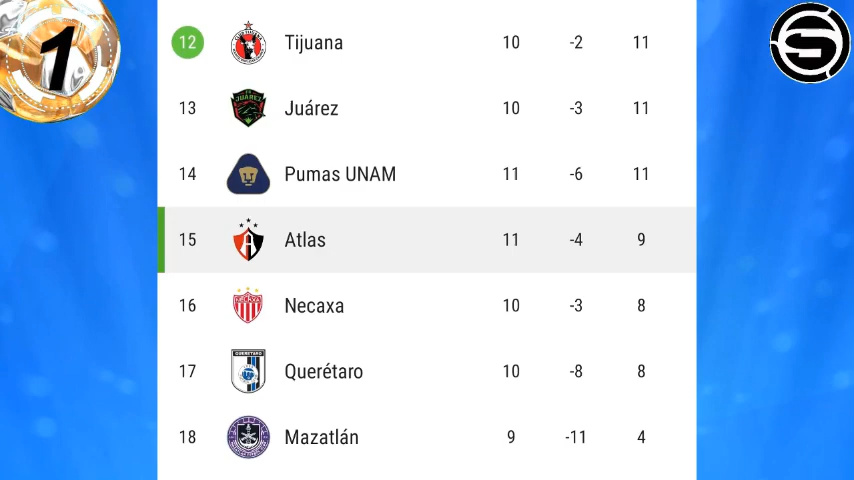 1
S
12 Tijuana 10 -2 11
13 Juárez 10 -3 11
14 Pumas UNAM 11 -6 11
15 Atlas 11 -4 9
16 Necaxa 10 -3 8
17 Querétaro 10 -8 8
18 Mazatlán 9 -11 4